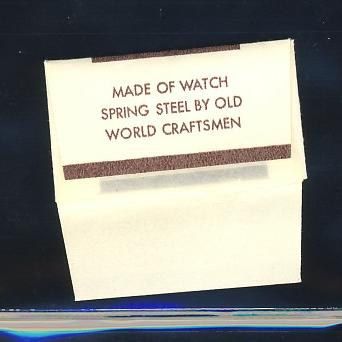 MADE OF WATCH
SPRING STEEL BY OLD
WORLD CRAFTSMEN